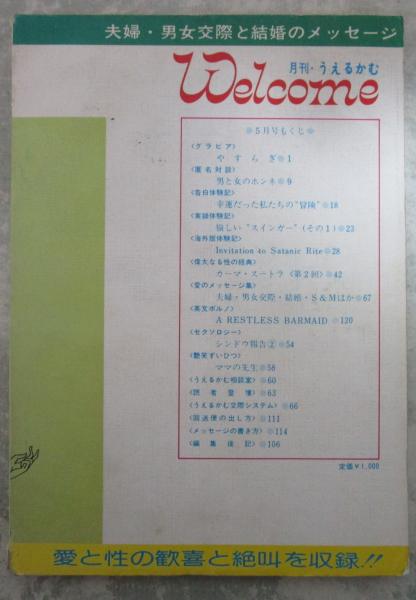 夫婦・男女交際と結婚のメッセージ
月刊・うえるかむ
Welcome
◎5月号もくじ◎
〈グラビア〉
やすらぎ◎1
〈匿名対談〉
男と女のホンネ◎9
〈告白体験記〉
幸運だった私たちの"冒険"◎18
〈実録体験記〉
愉しい"スインガー"(その1)◎23
〈海外版体験記〉
Invitation to Satanic Rite◎28
〈偉大なる性の経典〉
カーマ・スートラ〈第2回〉◎42
〈愛のメッセージ集〉
夫婦・男女交際・結婚・S&Mほか◎67
〈英文ポルノ〉
A RESTLESS BARMAID ◎120
〈セクソロジー〉
シンドウ報告②◎54
〈艶笑ずいひつ〉
ママの先生◎58
〈うえるかむ相談室〉◎60
〈読者登壇〉◎63
〈うえるかむ交際システム〉◎66
〈回送便の出し方〉◎111
〈メッセージの書き方〉◎114
〈編集後記〉◎166
定価￥1,000
愛と性の歓喜と絶叫を収録!!